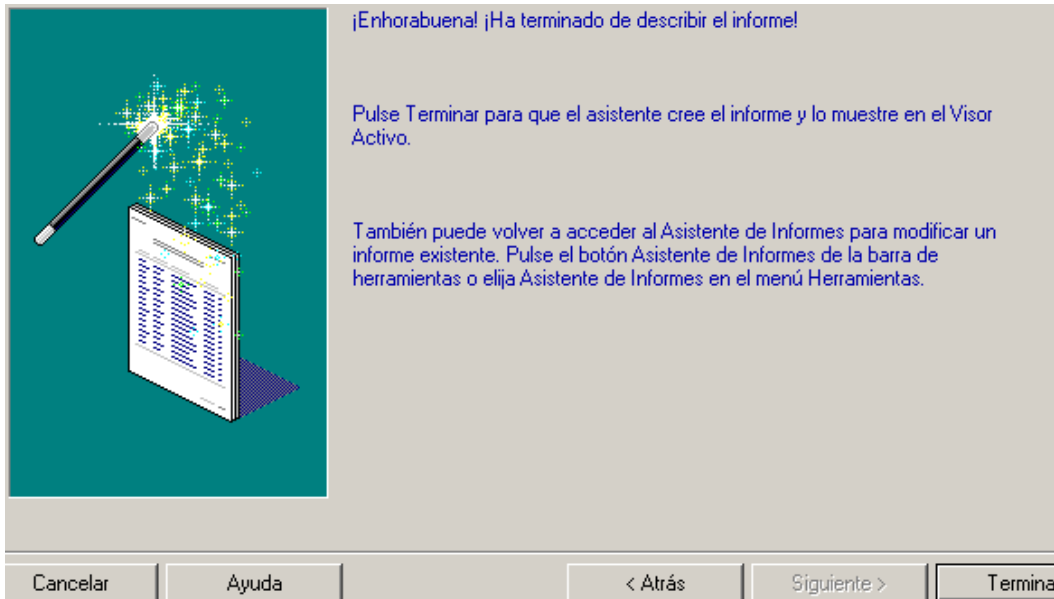 ¡Enhorabuena! ¡Ha terminado de describir el informe!
Pulse Terminar para que el asistente cree el informe y lo muestre en el Visor
Activo.
También puede volver a acceder al Asistente de Informes para modificar un
informe existente. Pulse el botón Asistente de Informes de la barra de
herramientas o elija Asistente de Informes en el menú Herramientas.
Cancelar Ayuda < Atrás Siguiente > Termina